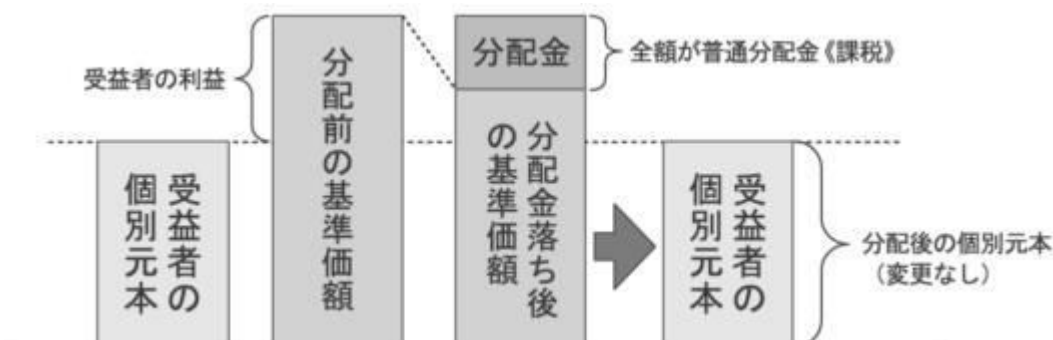 受益者の利益
受益者の
個別元本
分配前の基準価額
分配金
全額が普通分配金《課税》
分配金落ち後
の基準価額
受益者の
個別元本
分配後の個別元本
（変更なし）